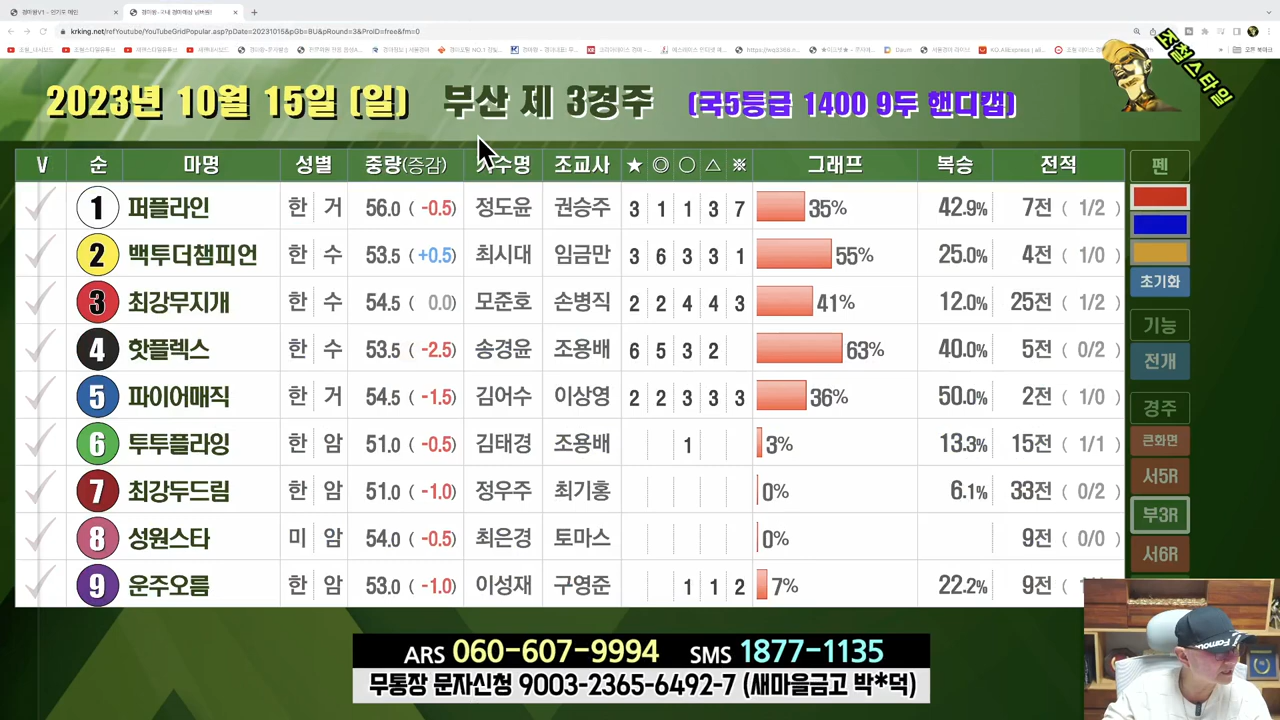 krking.net/refYoutube/YouTubeGridPopular.asp?pDate=20231015&pGb=BU&pRound=3&ProID=free&fm=0
조철스타일
2023년 10월 15일 (일) 부산 제 3경주 (국5등급 1400 9두 핸디캡)
V 순 마명 성별 중량(증감) 수명 조교사 ★ ◎ ○ △ ※ 그래프 복승 전적
1 퍼플라인 한 거 56.0 ( -0.5) 정도윤 권승주 3 1 1 3 7 35% 42.9% 7전 ( 1/2 )
2 백투더챔피언 한 수 53.5 ( +0.5) 최시대 임금만 3 6 3 3 1 55% 25.0% 4전 ( 1/0 )
3 최강무지개 한 수 54.5 ( 0.0) 모준호 손병직 2 2 4 4 3 41% 12.0% 25전 ( 1/2 )
4 핫플렉스 한 수 53.5 ( -2.5) 송경윤 조용배 6 5 3 2 63% 40.0% 5전 ( 0/2 )
5 파이어매직 한 거 54.5 ( -1.5) 김어수 이상영 2 2 3 3 3 36% 50.0% 2전 ( 1/0 )
6 투투플라잉 한 암 51.0 ( -0.5) 김태경 조용배 1 3% 13.3% 15전 ( 1/1 )
7 최강두드림 한 암 51.0 ( -1.0) 정우주 최기홍 0% 6.1% 33전 ( 0/2 )
8 성원스타 미 암 54.0 ( -0.5) 최은경 토마스 0% 9전 ( 0/0 )
9 운주오름 한 암 53.0 ( -1.0) 이성재 구영준 1 1 2 7% 22.2% 9전 (
펜
초기화
기능
전개
경주
큰화면
서5R
부3R
서6R
ARS 060-607-9994 SMS 1877-1135
무통장 문자신청 9003-2365-6492-7 (새마을금고 박*덕)